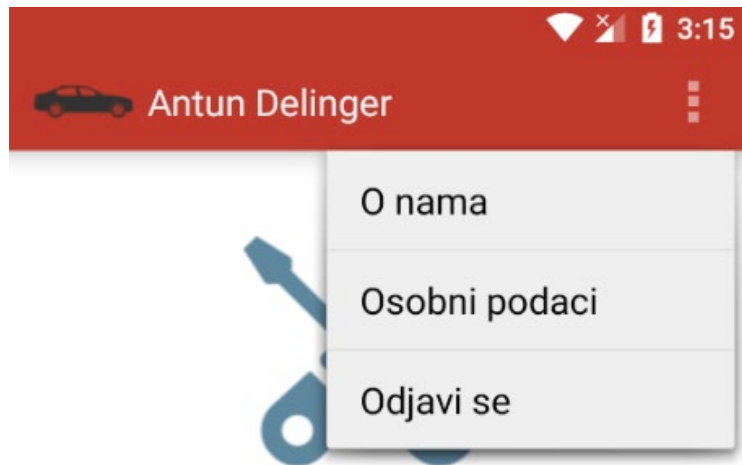 3:15
Antun Delinger
O nama
Osobni podaci
Odjavi se